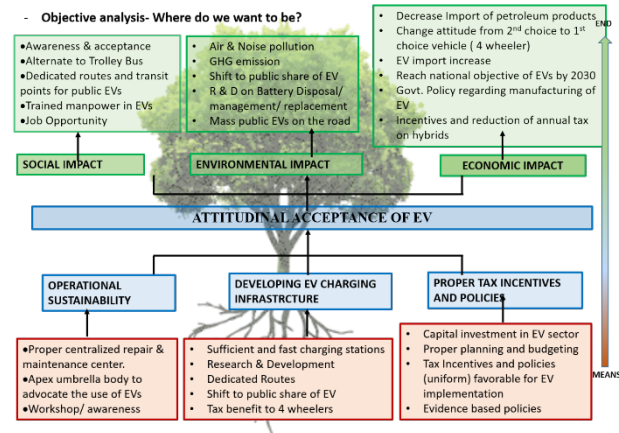 - Objective analysis- Where do we want to be?
•Awareness & acceptance
•Alternate to Trolley Bus
•Dedicated routes and transit
points for public EVs
•Trained manpower in EVs
•Job Opportunity
• Air & Noise pollution
• GHG emission
• Shift to public share of EV
• R & D on Battery Disposal/
management/ replacement
• Mass public EVs on the road
• Decrease Import of petroleum products
• Change attitude from 2nd choice to 1st
choice vehicle ( 4 wheeler)
• EV import increase
• Reach national objective of EVs by 2030
• Govt. Policy regarding manufacturing of
EV
• Incentives and reduction of annual tax
on hybrids
END
SOCIAL IMPACT
ENVIRONMENTAL IMPACT
ECONOMIC IMPACT
ATTITUDINAL ACCEPTANCE OF EV
OPERATIONAL
SUSTAINABILITY
DEVELOPING EV CHARGING
INFRASTRCTURE
PROPER TAX INCENTIVES
AND POLICIES
•Proper centralized repair &
maintenance center.
•Apex umbrella body to
advocate the use of EVs
•Workshop/ awareness
• Sufficient and fast charging stations
• Research & Development
• Dedicated Routes
• Shift to public share of EV
• Tax benefit to 4 wheelers
• Capital investment in EV sector
• Proper planning and budgeting
• Tax Incentives and policies
(uniform) favorable for EV
implementation
• Evidence based policies
MEANS